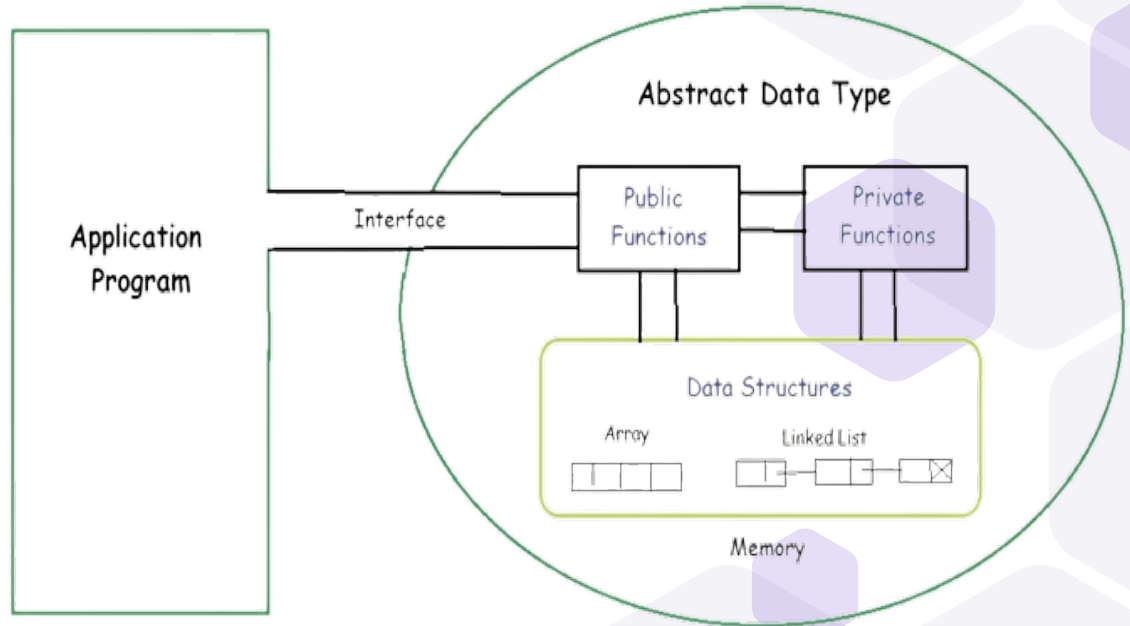 Abstract Data Type
Application
Program
Interface
Public
Functions
Private
Functions
Data Structures
Array
Linked List
Memory